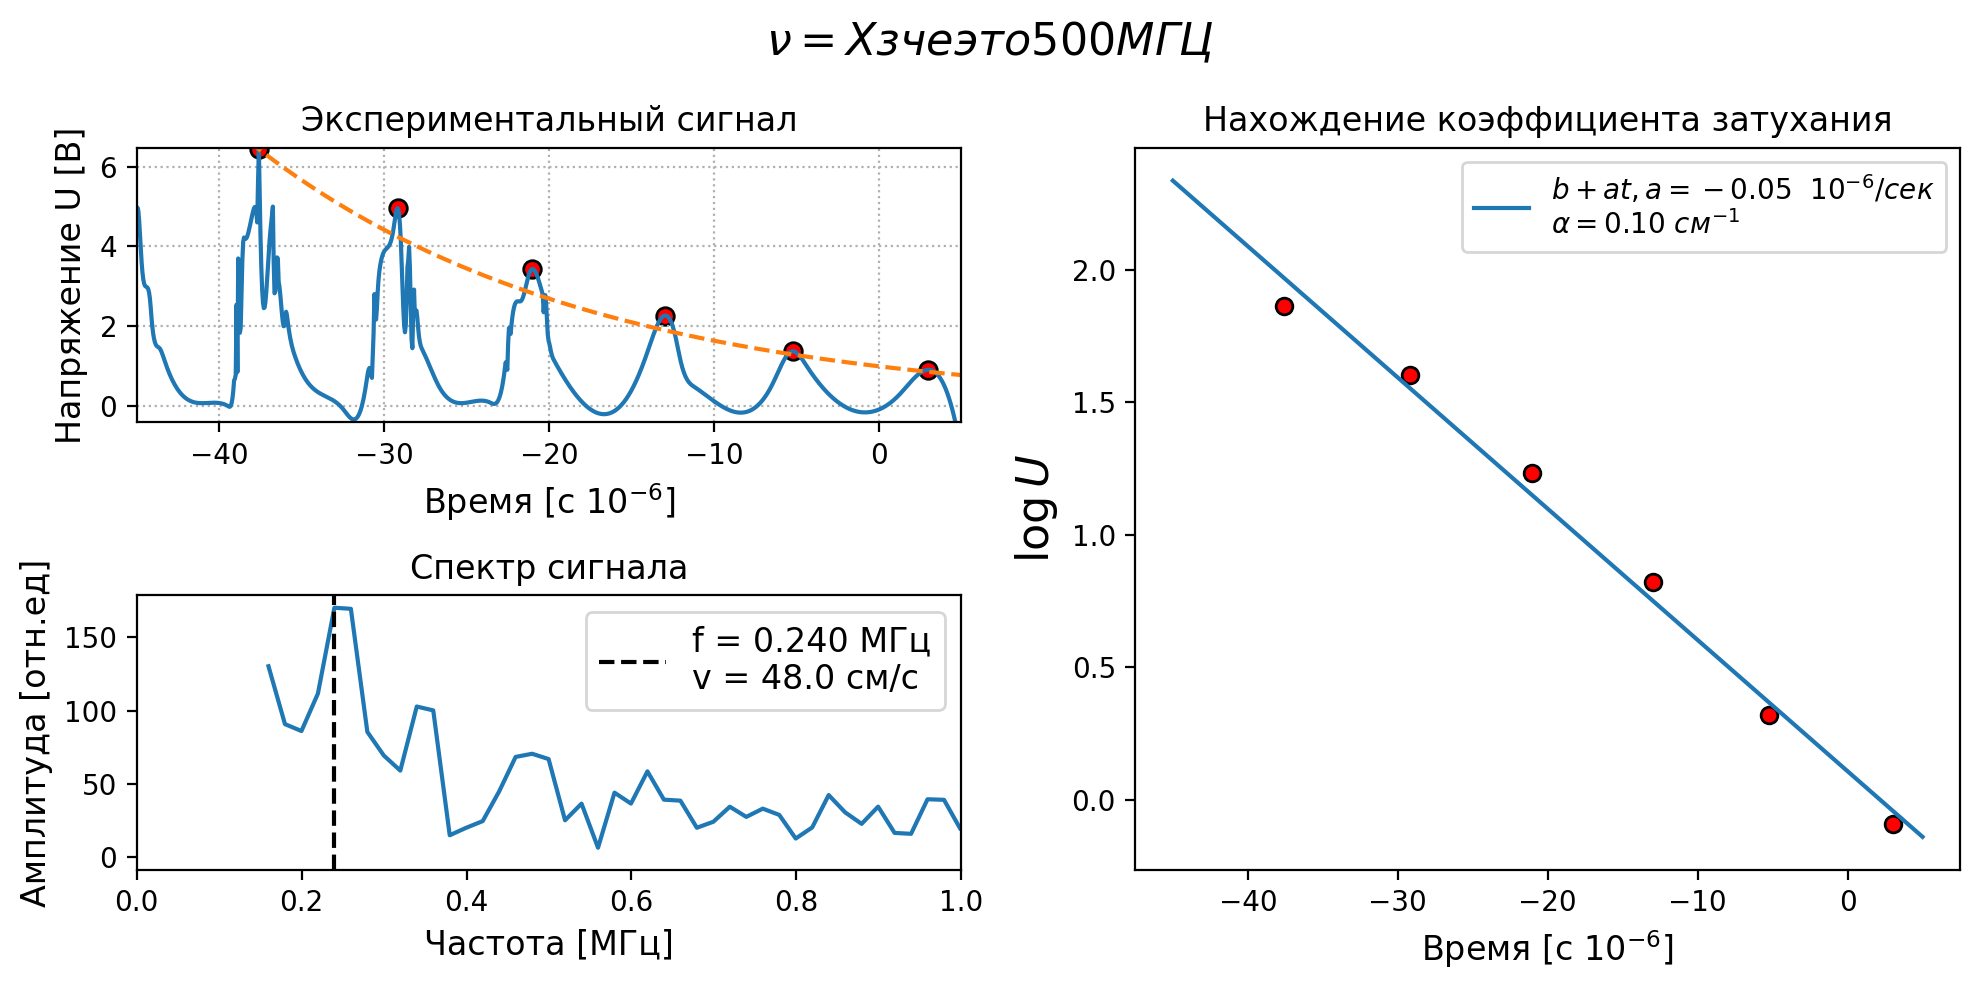 ν = Xзчеэто500МГЦ
Экспериментальный сигнал
Напряжение U [В]
6
4
2
0
−40
−30
−20
−10
0
Время [с 10⁻⁶]
Спектр сигнала
Амплитуда [отн.ед]
150
100
50
0
f = 0.240 МГц
v = 48.0 см/с
0.0
0.2
0.4
0.6
0.8
1.0
Частота [МГц]
Нахождение коэффициента затухания
log U
2.0
1.5
1.0
0.5
0.0
b + at, a = −0.05 10⁻⁶/сек
α = 0.10 см⁻¹
−40
−30
−20
−10
0
Время [с 10⁻⁶]